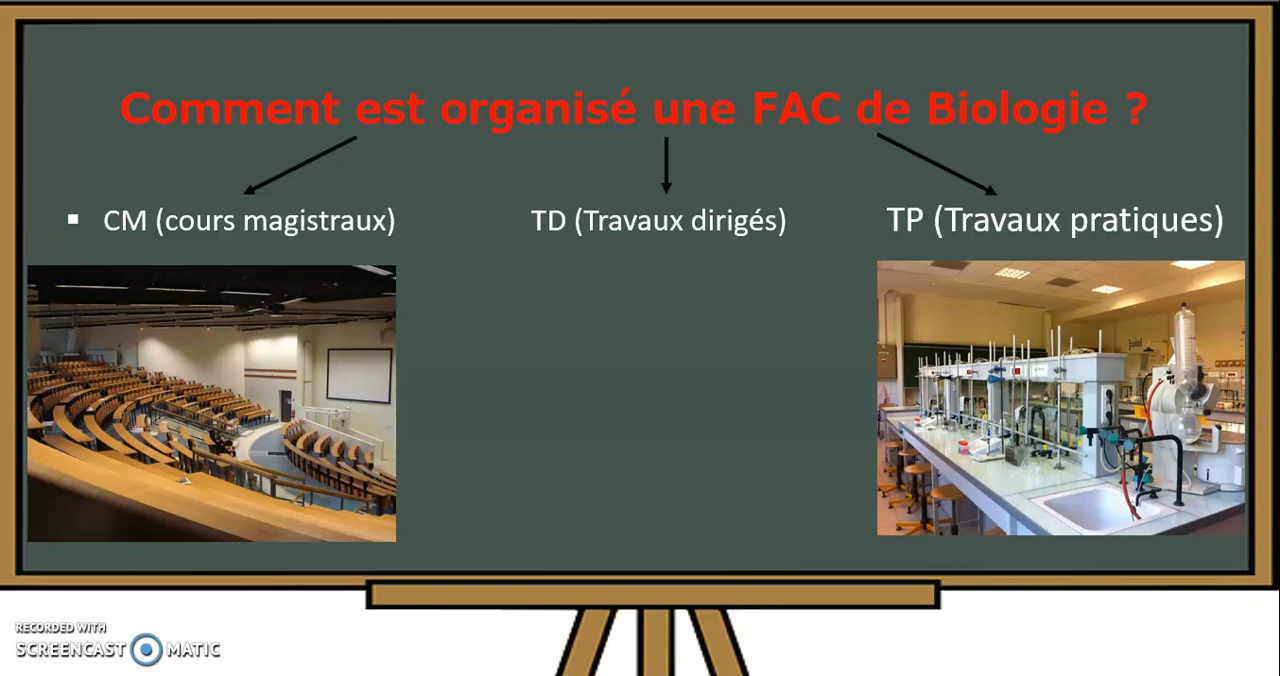 Comment est organisé une FAC de Biologie ?
▪ CM (cours magistraux)
TD (Travaux dirigés)
TP (Travaux pratiques)
RECORDED WITH
SCREENCAST MATIC